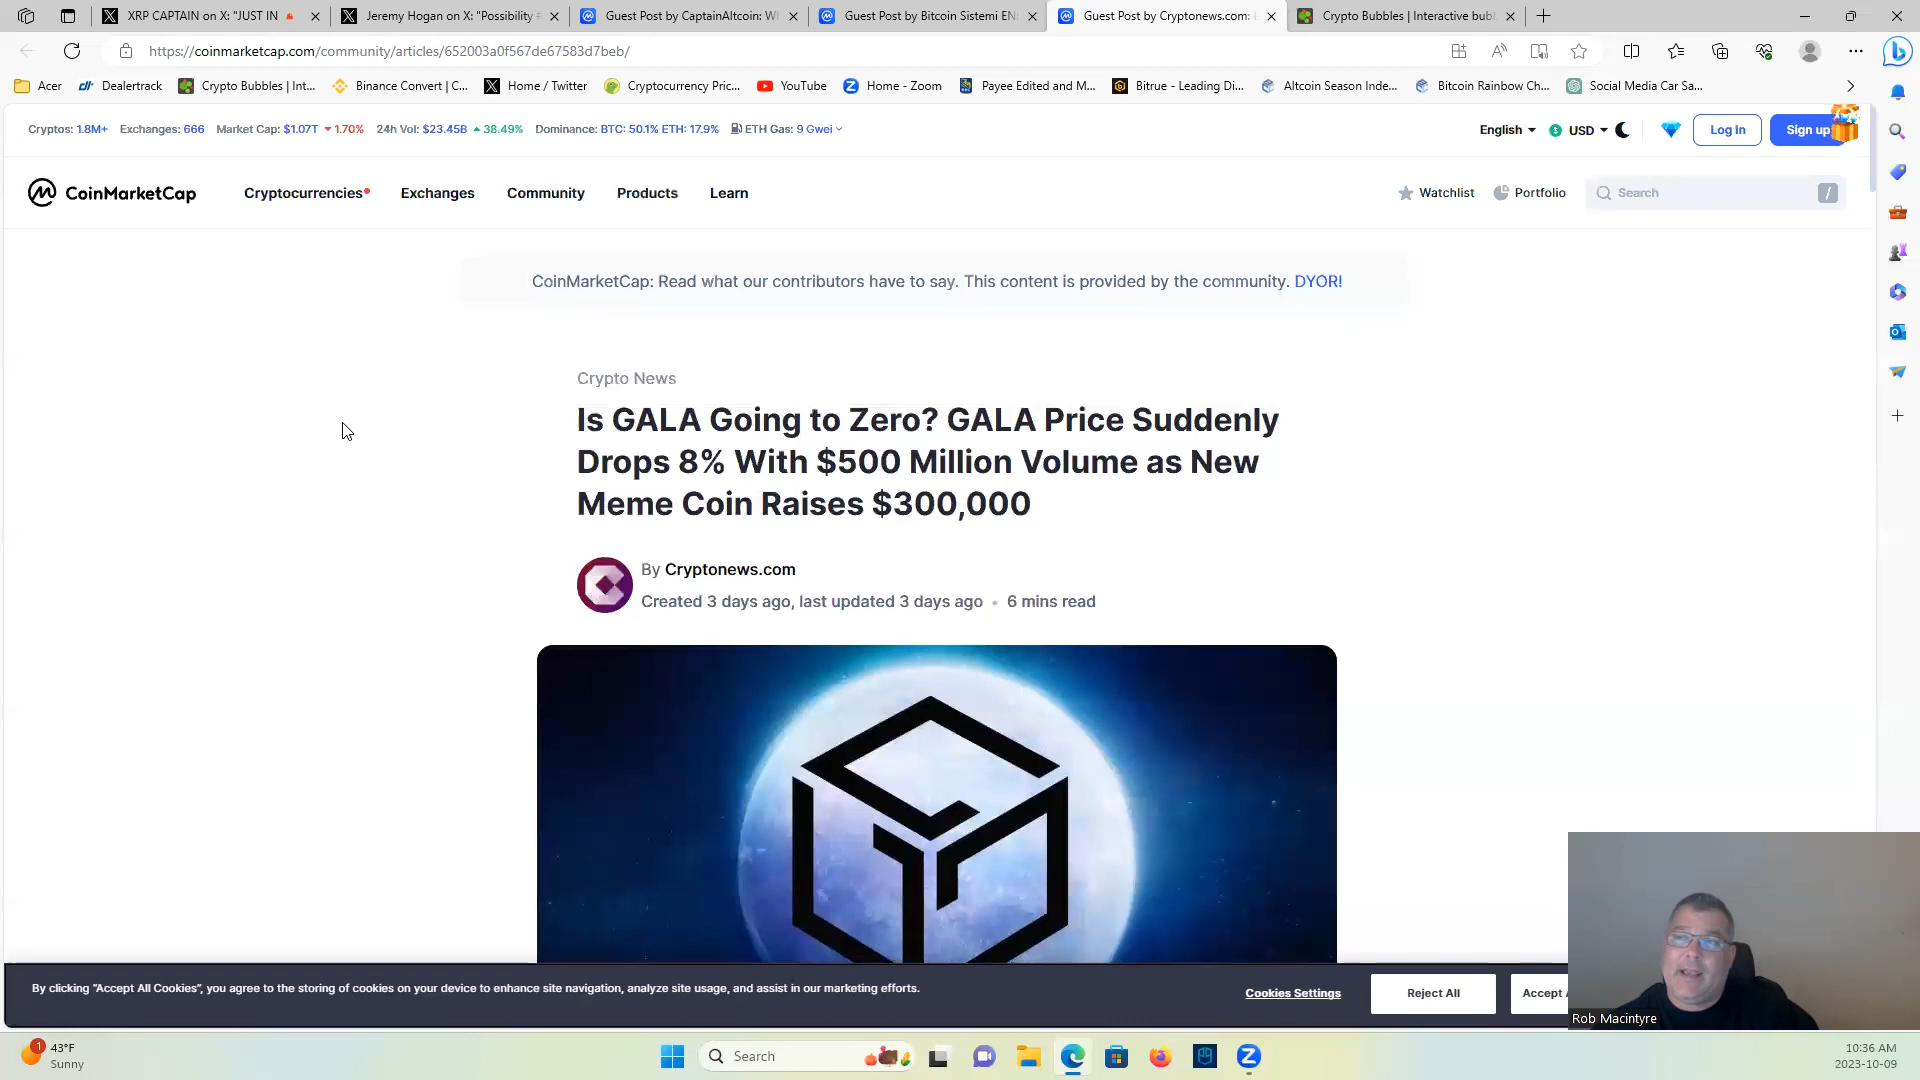 XRP CAPTAIN on X: "JUST IN
Jeremy Hogan on X: "Possibility
Guest Post by CaptainAltcoin: W
Guest Post by Bitcoin Sistemi EN
Guest Post by Cryptonews.com:
Crypto Bubbles | Interactive bub
https://coinmarketcap.com/community/articles/652003a0f567de67583d7beb/
Acer
Dealertrack
Crypto Bubbles | Int...
Binance Convert | C...
Home / Twitter
Cryptocurrency Pric...
YouTube
Home - Zoom
Payee Edited and M...
Bitrue - Leading Di...
Altcoin Season Inde...
Bitcoin Rainbow Ch...
Social Media Car Sa...
Cryptos: 1.8M+ Exchanges: 666 Market Cap: $1.07T 1.70% 24h Vol: $23.45B 38.49% Dominance: BTC: 50.1% ETH: 17.9% ETH Gas: 9 Gwei
English USD Log In Sign up
CoinMarketCap
Cryptocurrencies Exchanges Community Products Learn
Watchlist Portfolio Search /
CoinMarketCap: Read what our contributors have to say. This content is provided by the community. DYOR!
Crypto News
Is GALA Going to Zero? GALA Price Suddenly
Drops 8% With $500 Million Volume as New
Meme Coin Raises $300,000
By Cryptonews.com
Created 3 days ago, last updated 3 days ago • 6 mins read
By clicking "Accept All Cookies", you agree to the storing of cookies on your device to enhance site navigation, analyze site usage, and assist in our marketing efforts.
Cookies Settings
Reject All
Accept
Rob Macintyre
1
43°F
Sunny
Search
10:36 AM
2023-10-09